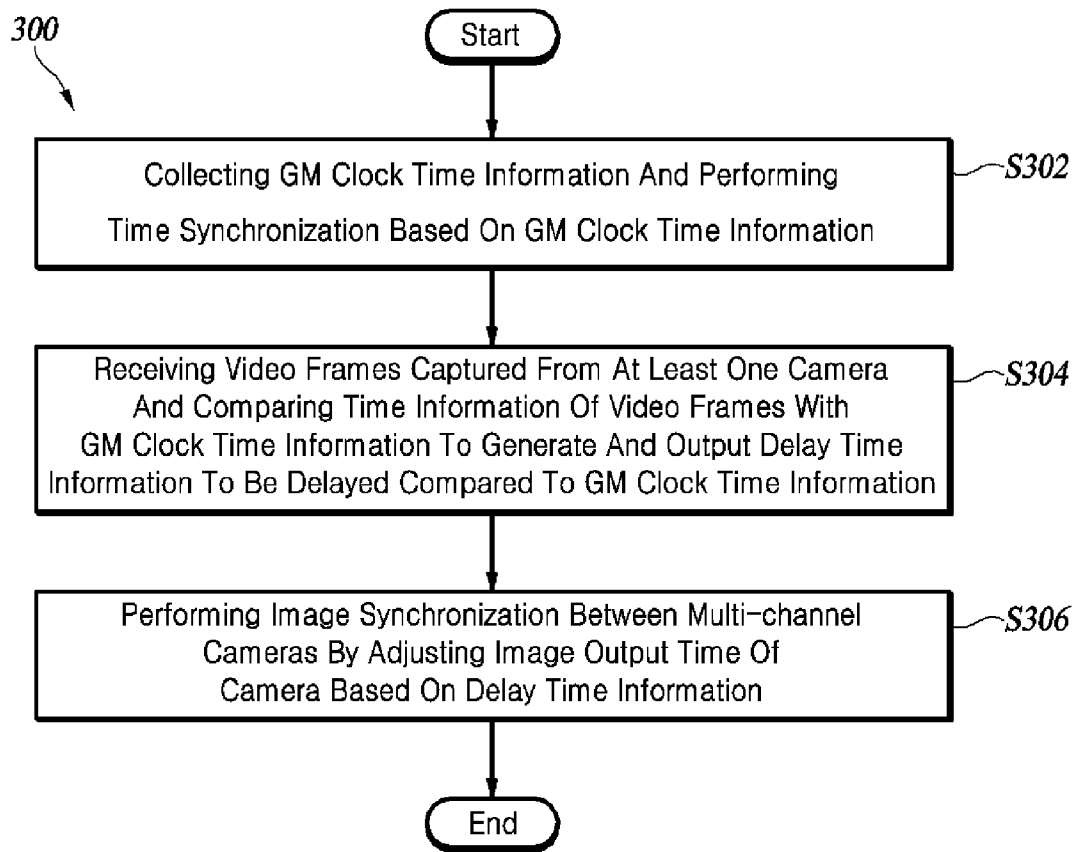 300
Start
Collecting GM Clock Time Information And Performing
Time Synchronization Based On GM Clock Time Information
S302
Receiving Video Frames Captured From At Least One Camera
And Comparing Time Information Of Video Frames With
GM Clock Time Information To Generate And Output Delay Time
Information To Be Delayed Compared To GM Clock Time Information
S304
Performing Image Synchronization Between Multi-channel
Cameras By Adjusting Image Output Time Of
Camera Based On Delay Time Information
S306
End